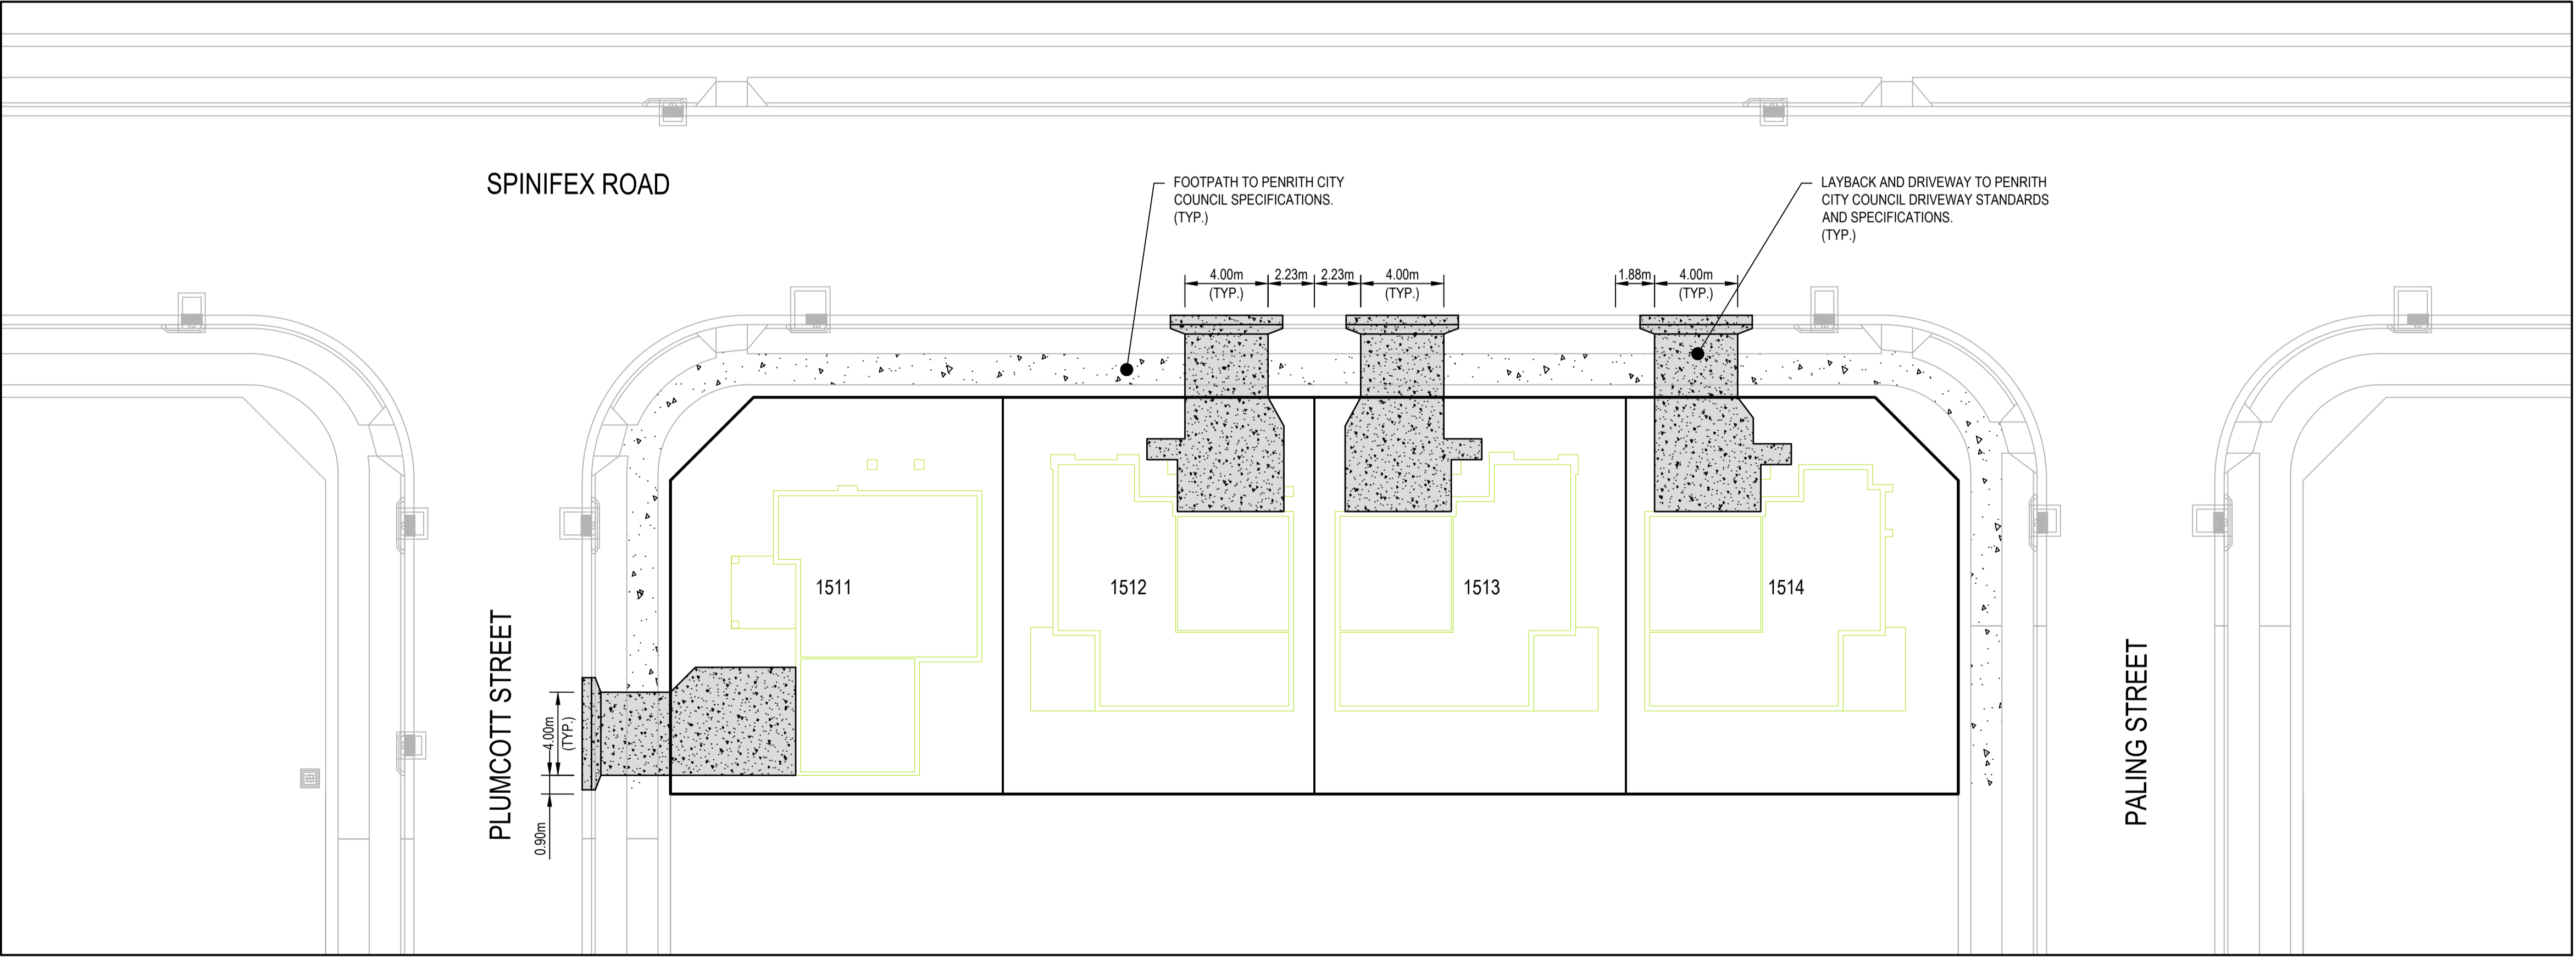 SPINIFEX ROAD
FOOTPATH TO PENRITH CITY
COUNCIL SPECIFICATIONS.
(TYP.)
LAYBACK AND DRIVEWAY TO PENRITH
CITY COUNCIL DRIVEWAY STANDARDS
AND SPECIFICATIONS.
(TYP.)
4.00m
(TYP.)
2.23m
2.23m
4.00m
(TYP.)
1.88m
4.00m
(TYP.)
1511
1512
1513
1514
PLUMCOTT STREET
4.00m
(TYP.)
0.90m
PALING STREET